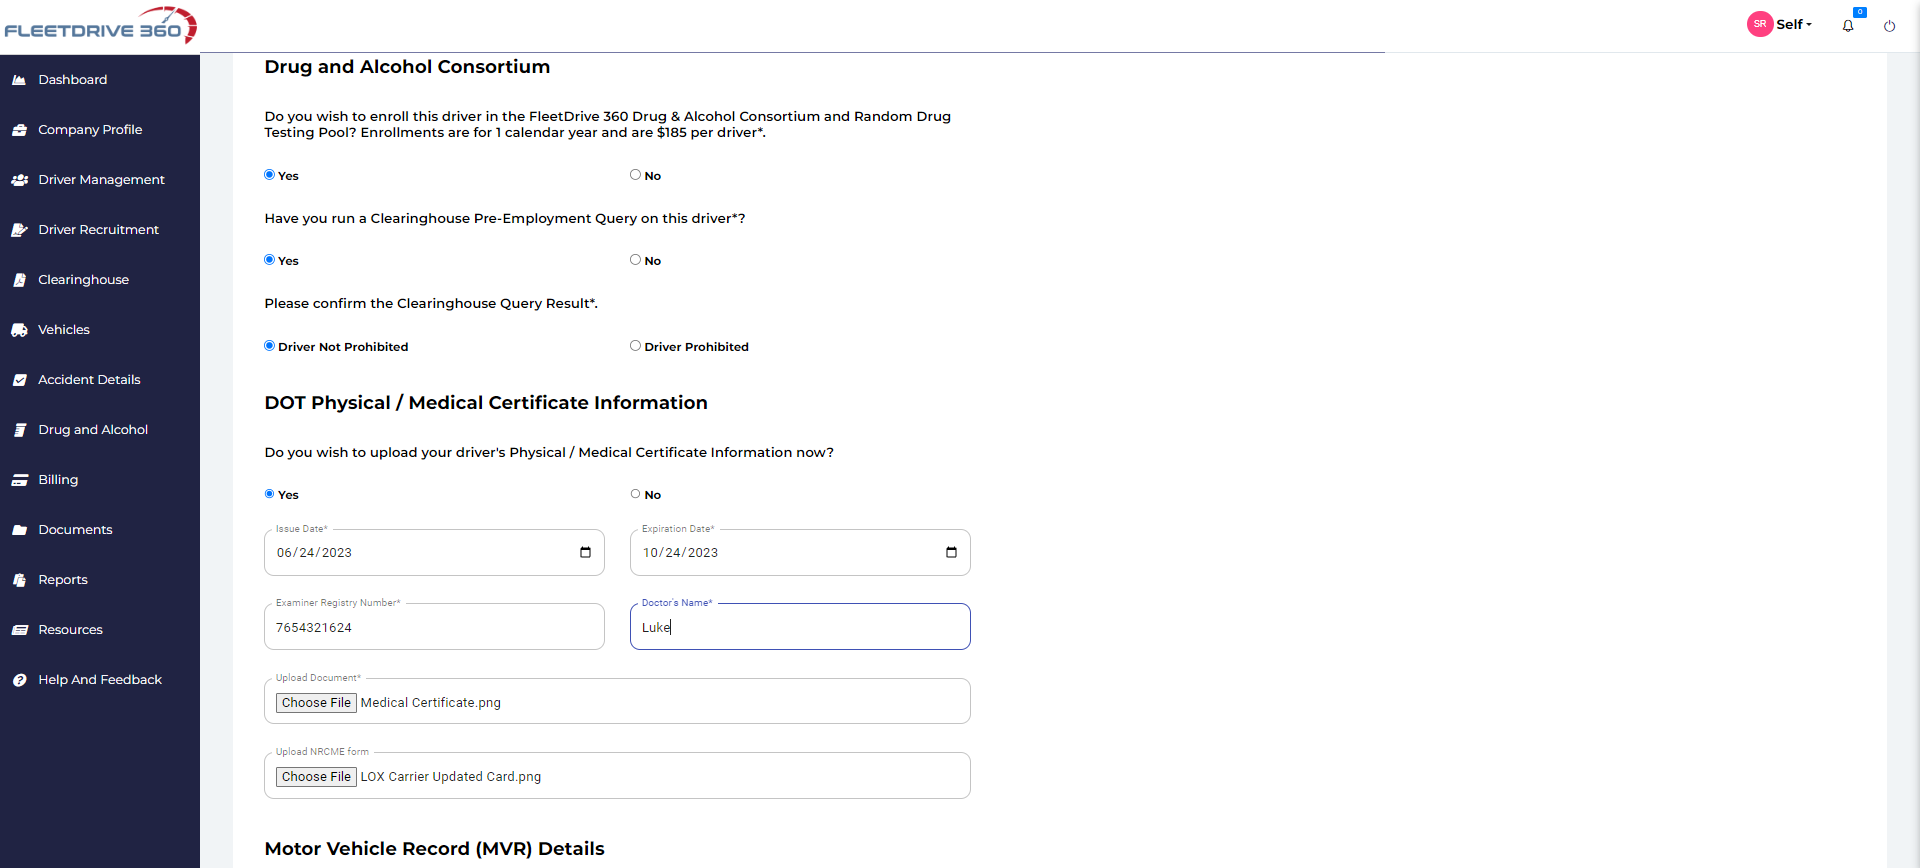 FLEETDRIVE 360
SR Self
0
Dashboard
Company Profile
Driver Management
Driver Recruitment
Clearinghouse
Vehicles
Accident Details
Drug and Alcohol
Billing
Documents
Reports
Resources
Help And Feedback
Drug and Alcohol Consortium
Do you wish to enroll this driver in the FleetDrive 360 Drug & Alcohol Consortium and Random Drug
Testing Pool? Enrollments are for 1 calendar year and are $185 per driver*.
Yes No
Have you run a Clearinghouse Pre-Employment Query on this driver*?
Yes No
Please confirm the Clearinghouse Query Result*.
Driver Not Prohibited Driver Prohibited
DOT Physical / Medical Certificate Information
Do you wish to upload your driver's Physical / Medical Certificate Information now?
Yes No
Issue Date* Expiration Date*
06/24/2023 10/24/2023
Examiner Registry Number* Doctor's Name*
7654321624 Luke
Upload Document*
Choose File Medical Certificate.png
Upload NRCME form
Choose File LOX Carrier Updated Card.png
Motor Vehicle Record (MVR) Details